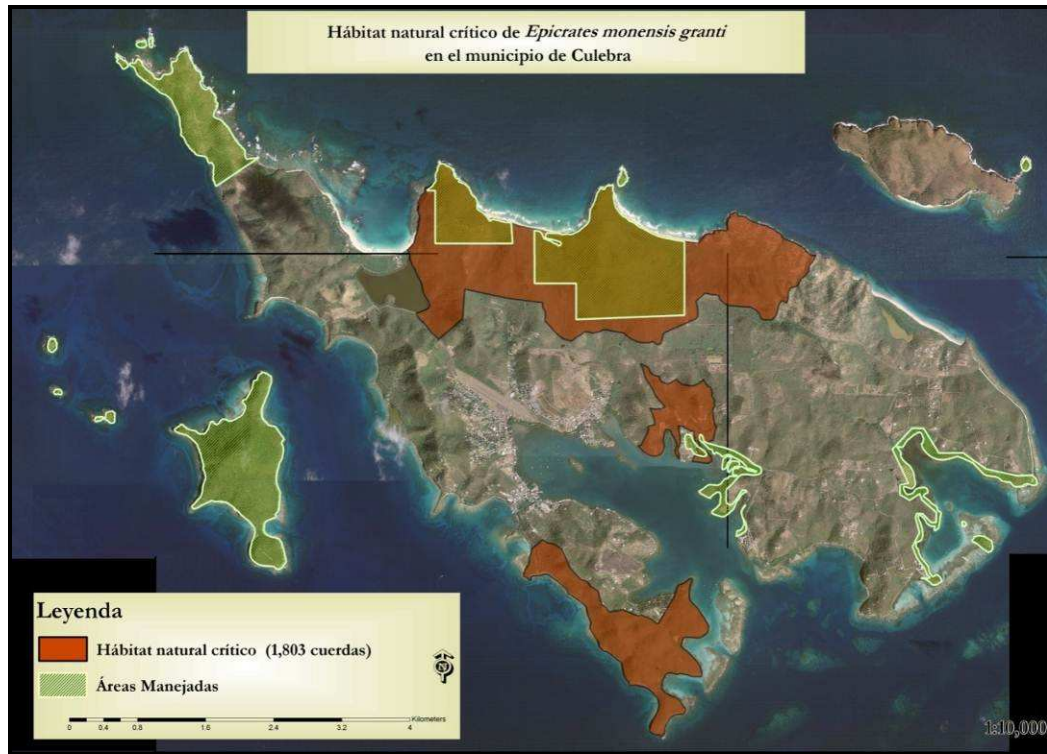 Hábitat natural crítico de Epicrates monensis granti
en el municipio de Culebra
Leyenda
Hábitat natural crítico (1,803 cuerdas)
Áreas Manejadas
N
Kilometers
0 0.4 0.8 1.6 2.4 3.2 4
1:10,000